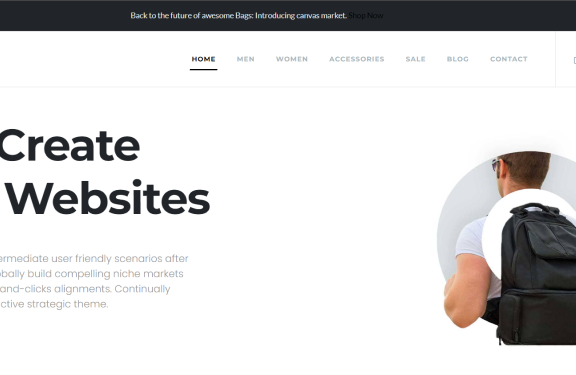 Back to the future of awesome Bags: Introducing canvas market. Shop Now
HOME MEN WOMEN ACCESSORIES SALE BLOG CONTACT
Create
Websites
ermediate user friendly scenarios after
obally build compelling niche markets
and-clicks alignments. Continually
ctive strategic theme.